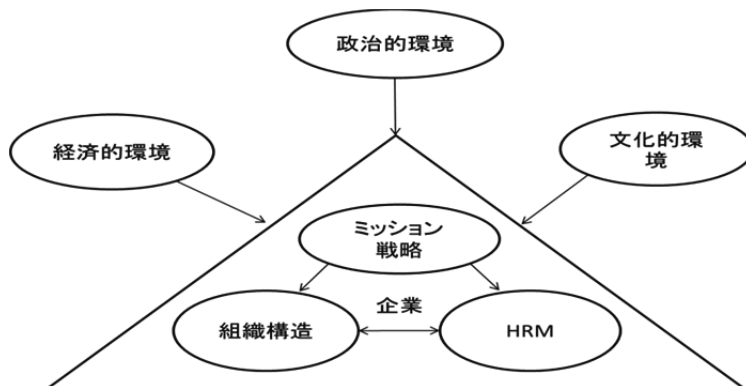 政治的環境
経済的環境
文化的環
境
ミッション
戦略
企業
組織構造
HRM